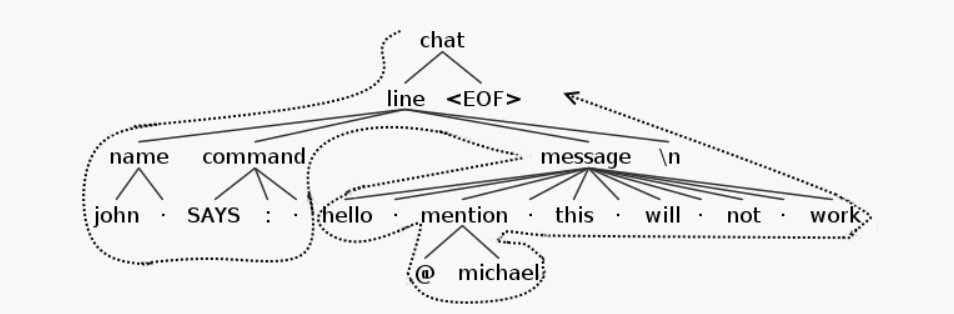 chat
line <EOF>
name command message \n
john · SAYS : · hello · mention · this · will · not · work
@ michael